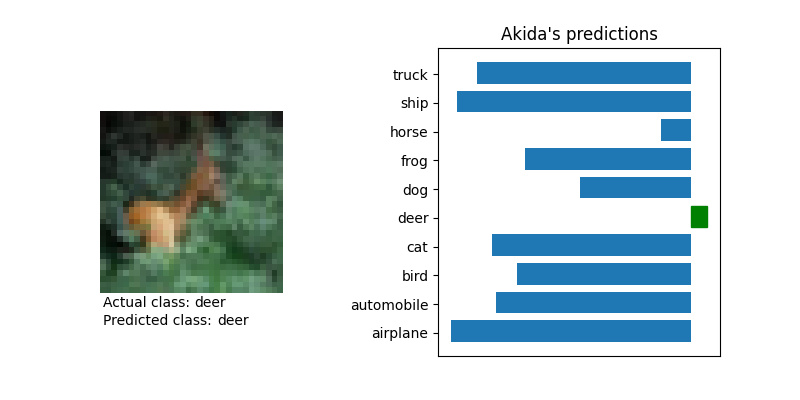 Akida's predictions
truck
ship
horse
frog
dog
deer
cat
bird
automobile
airplane
Actual class: deer
Predicted class: deer